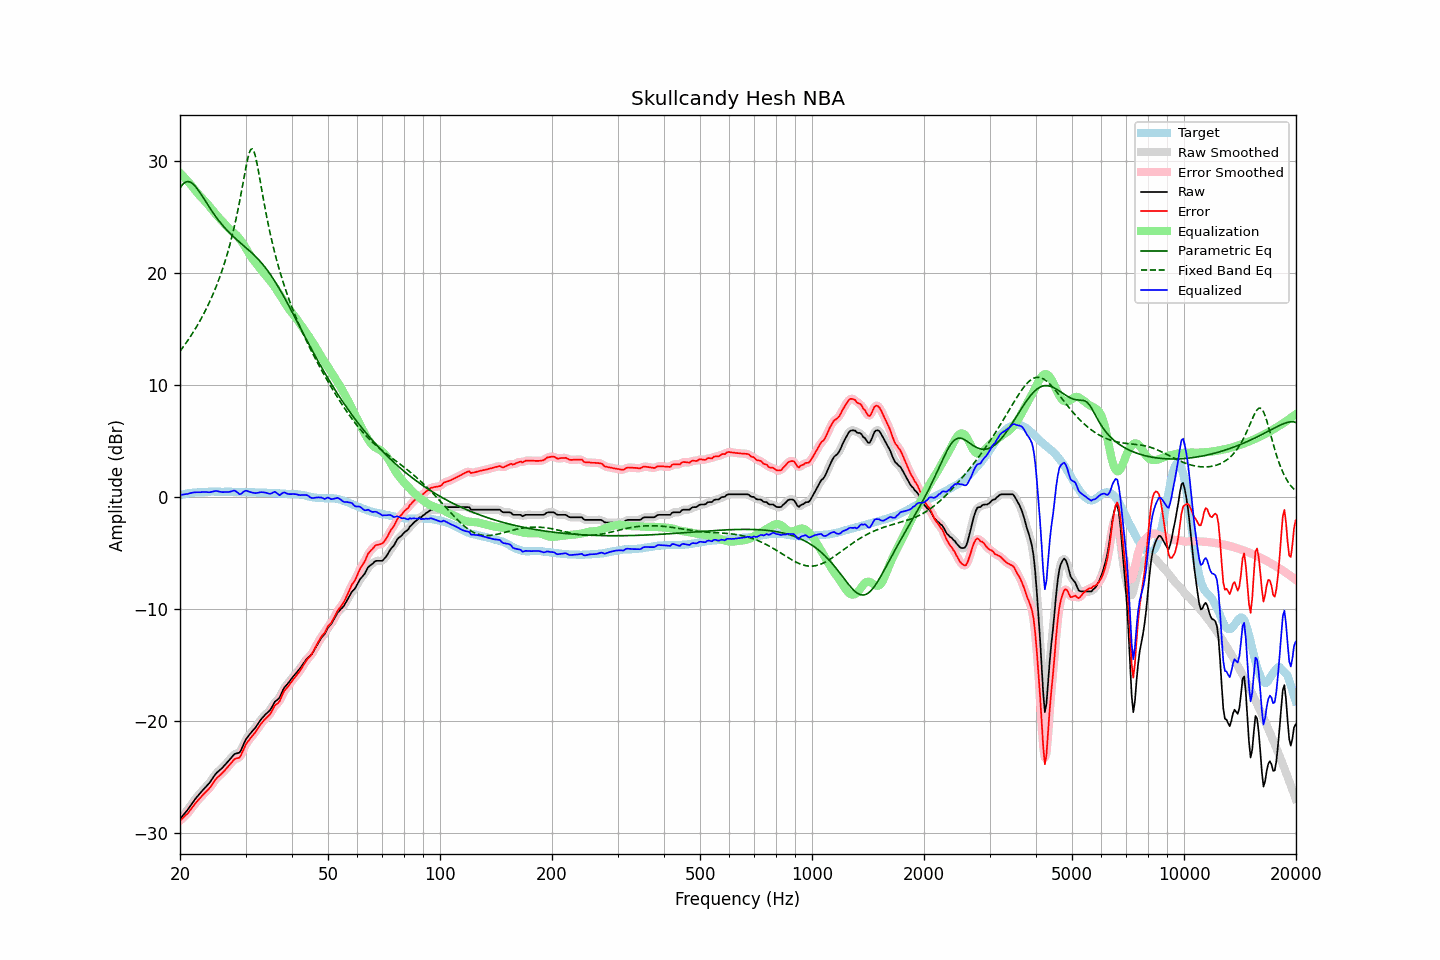 Skullcandy Hesh NBA
Target
Raw Smoothed
Error Smoothed
Raw
Error
Equalization
Parametric Eq
Fixed Band Eq
Equalized
Amplitude (dBr)
30
20
10
0
−10
−20
−30
20 50 100 200 500 1000 2000 5000 10000 20000
Frequency (Hz)